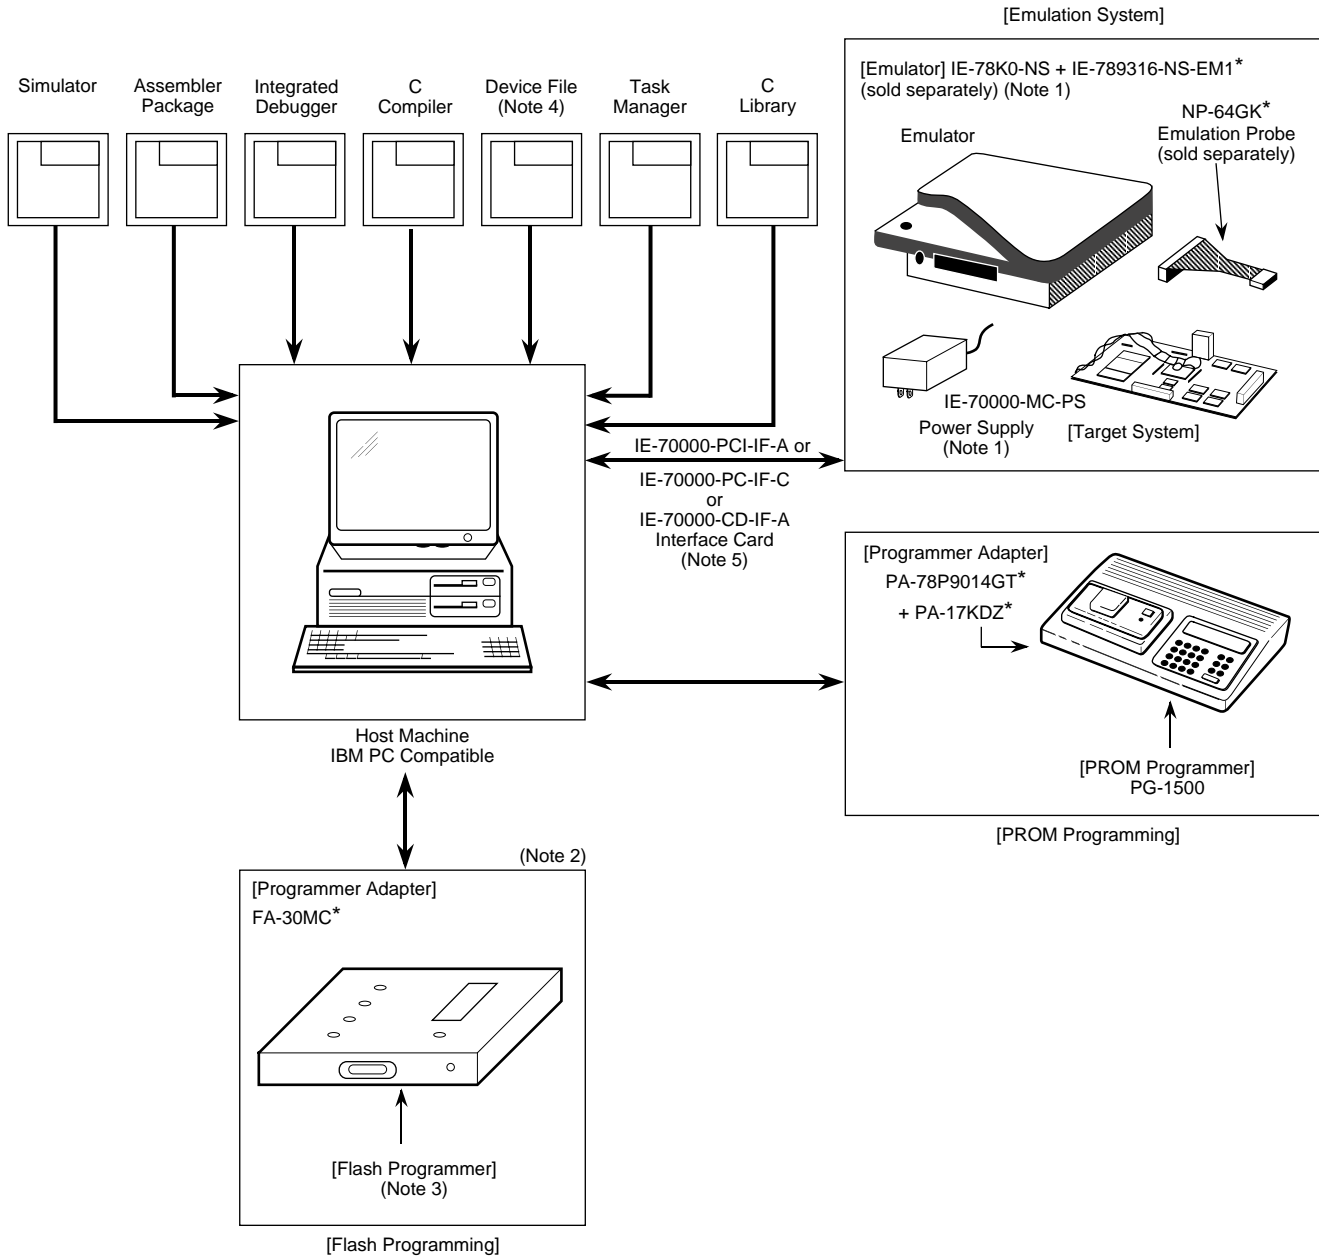 [Emulation System]
Simulator
Assembler
Package
Integrated
Debugger
C
Compiler
Device File
(Note 4)
Task
Manager
C
Library
[Emulator] IE-78K0-NS + IE-789316-NS-EM1*
(sold separately) (Note 1)
Emulator
NP-64GK*
Emulation Probe
(sold separately)
IE-70000-MC-PS
Power Supply
(Note 1)
[Target System]
IE-70000-PCI-IF-A or
IE-70000-PC-IF-C
or
IE-70000-CD-IF-A
Interface Card
(Note 5)
[Programmer Adapter]
PA-78P9014GT*
+ PA-17KDZ*
[PROM Programmer]
PG-1500
[PROM Programming]
Host Machine
IBM PC Compatible
(Note 2)
[Programmer Adapter]
FA-30MC*
[Flash Programmer]
(Note 3)
[Flash Programming]